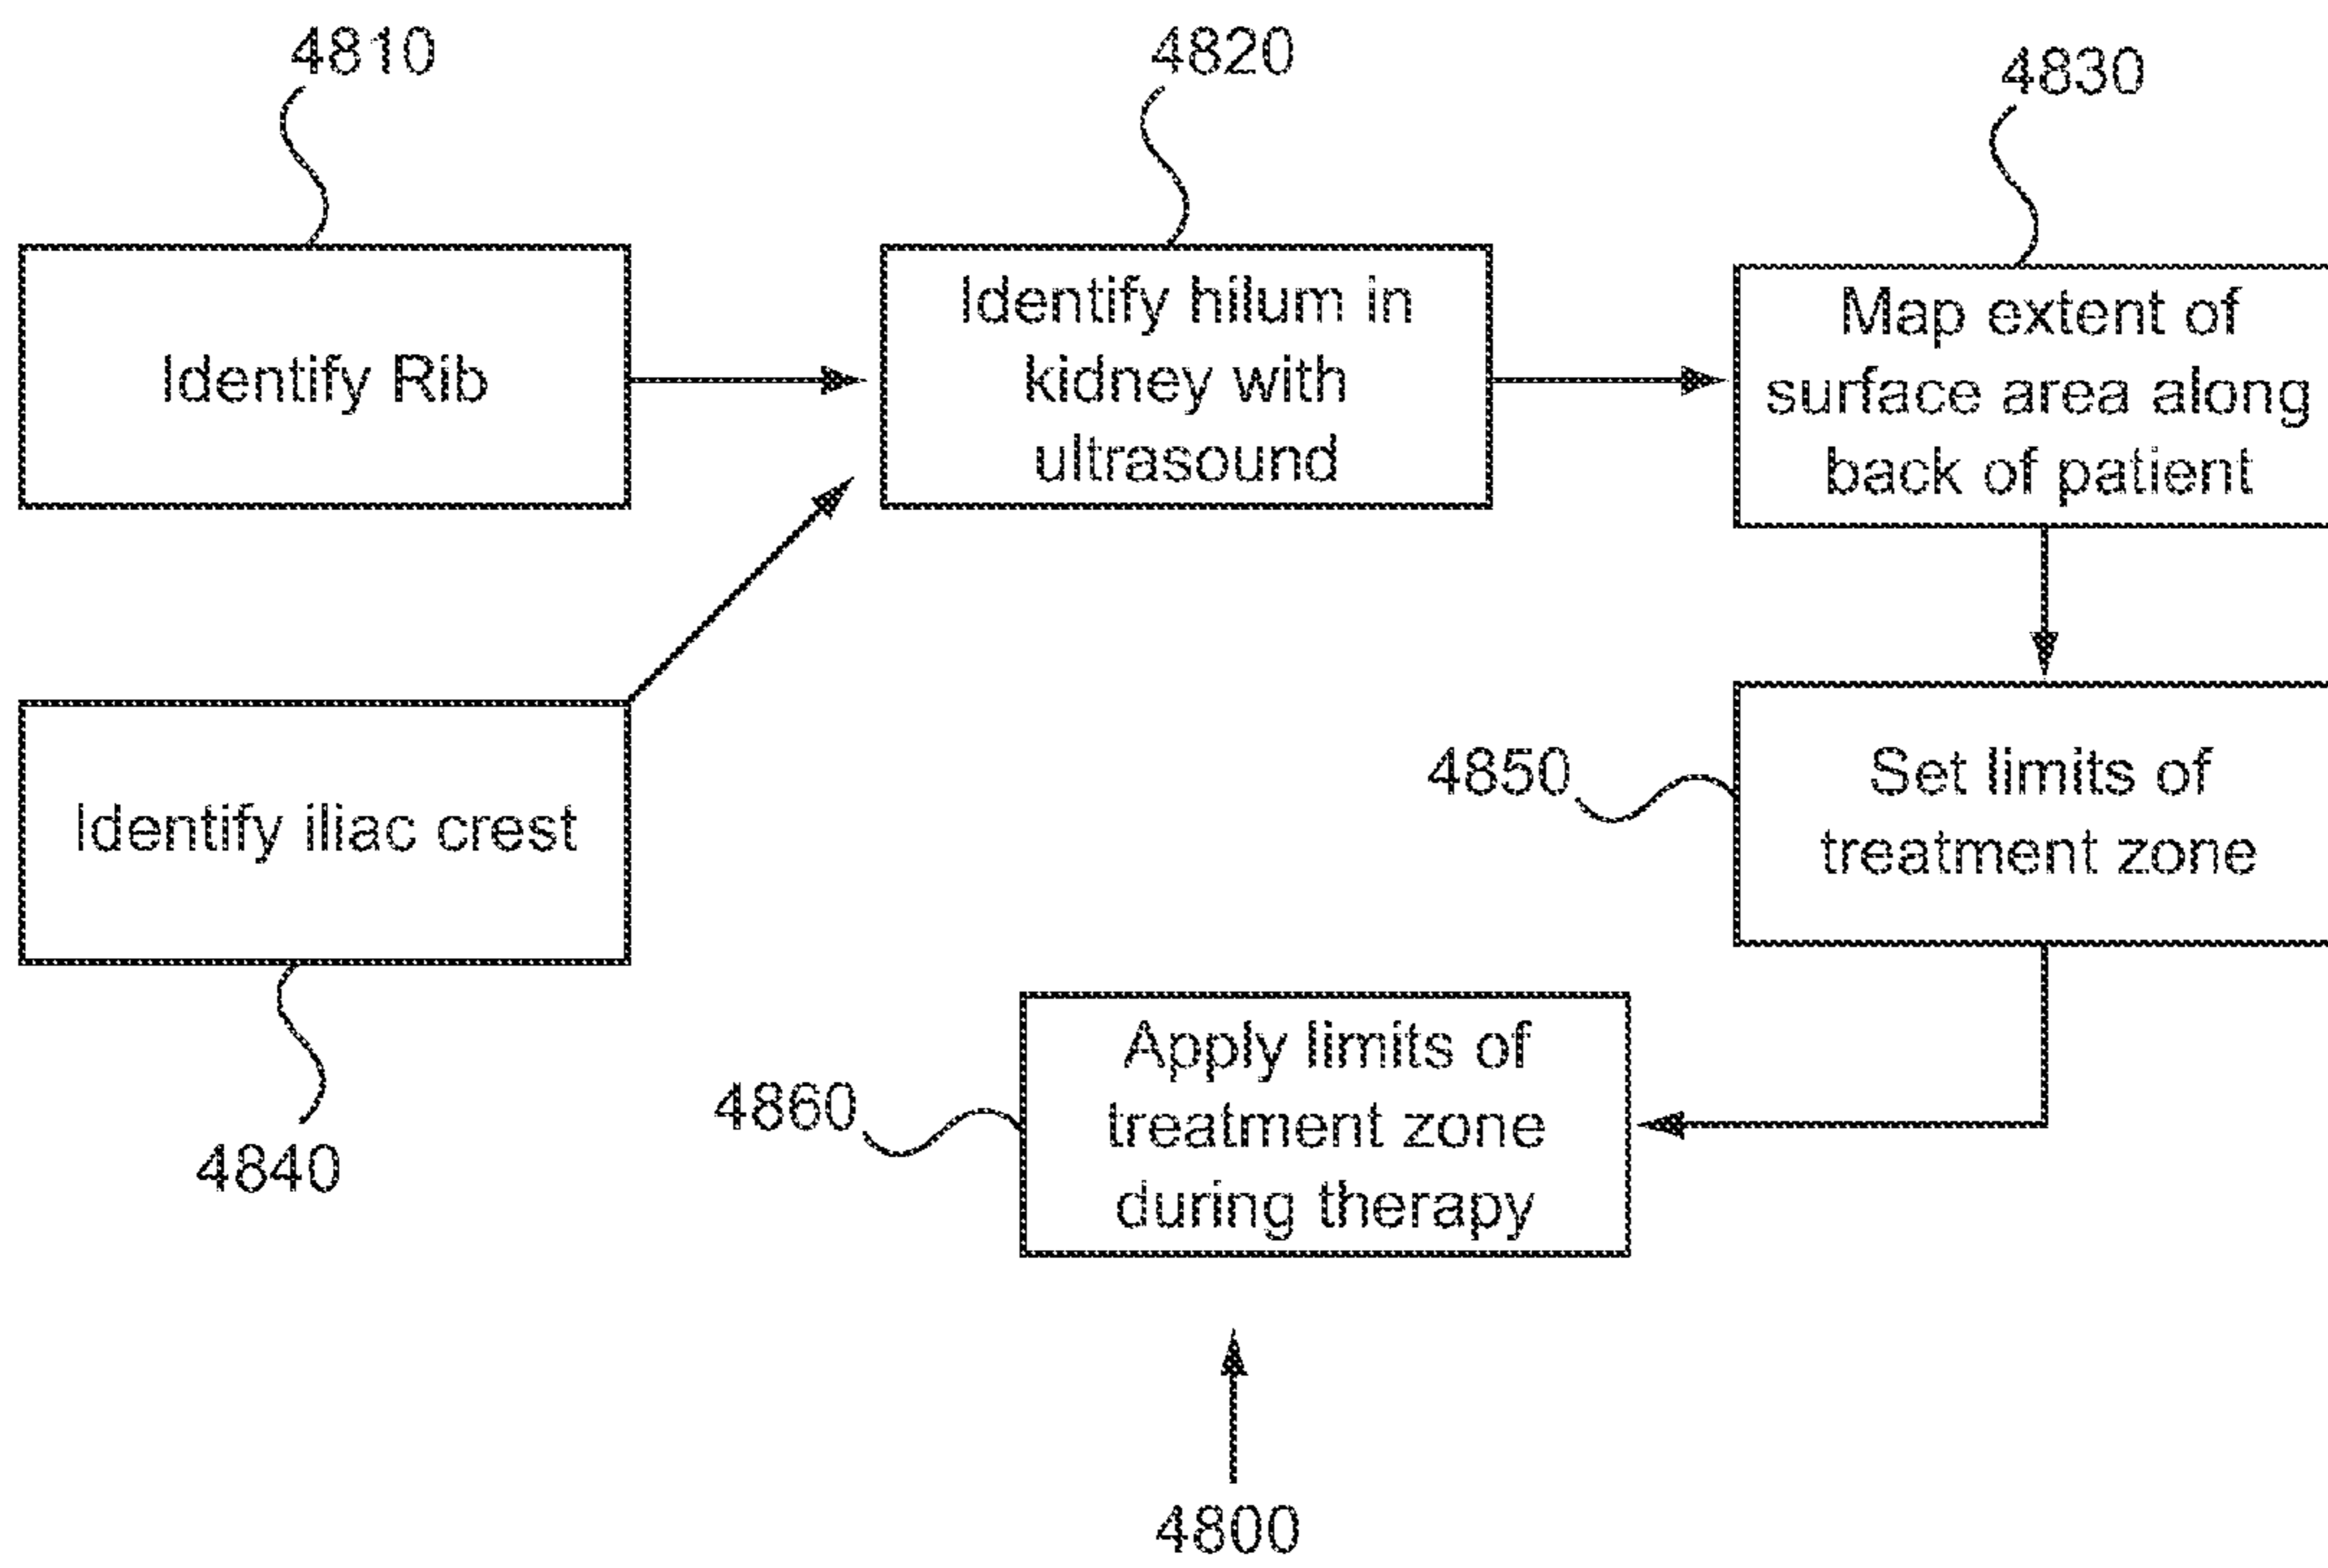 4810
4820
4830
Identify Rib
Identify hilum in
kidney with
ultrasound
Map extent of
surface area along
back of patient
Identify iliac crest
4840
4850
Set limits of
treatment zone
4860
Apply limits of
treatment zone
during therapy
4800